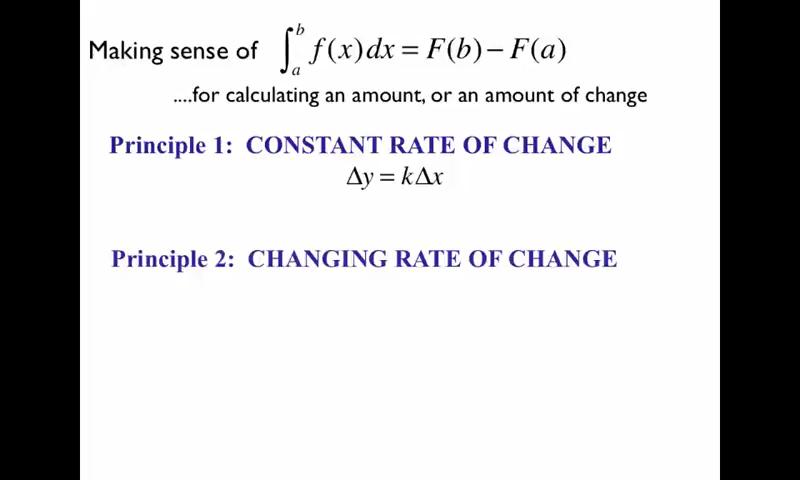 Making sense of ∫_a^b f(x)dx = F(b) − F(a)
....for calculating an amount, or an amount of change
Principle 1: CONSTANT RATE OF CHANGE
Δy = kΔx
Principle 2: CHANGING RATE OF CHANGE